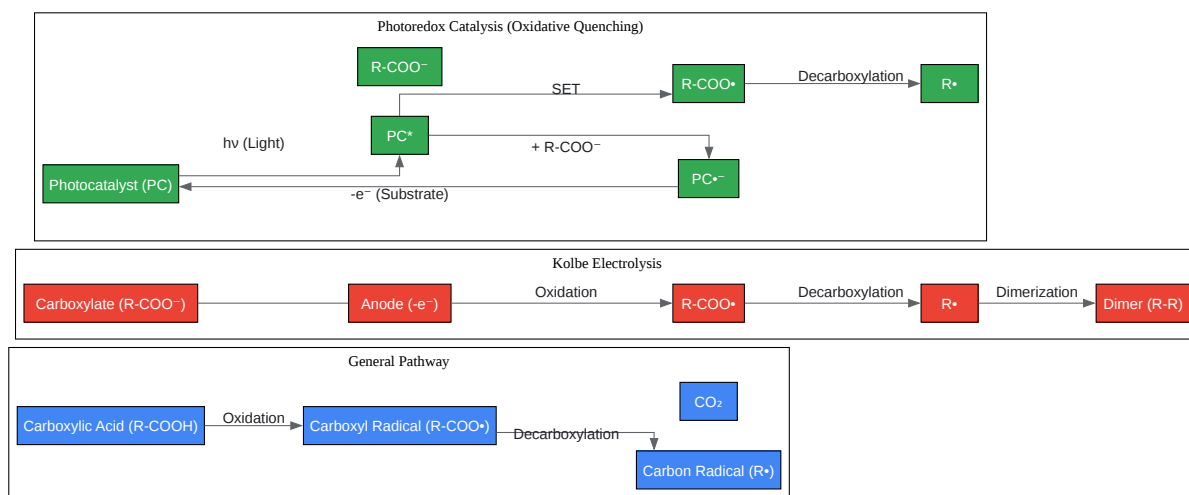 Photoredox Catalysis (Oxidative Quenching)
R-COO⁻
SET
R-COO•
Decarboxylation
R•
PC*
hν (Light)
+ R-COO⁻
Photocatalyst (PC)
-e⁻ (Substrate)
PC•⁻
Kolbe Electrolysis
Carboxylate (R-COO⁻)
Anode (-e⁻)
Oxidation
R-COO•
Decarboxylation
R•
Dimerization
Dimer (R-R)
General Pathway
CO₂
Carboxylic Acid (R-COOH)
Oxidation
Carboxyl Radical (R-COO•)
Decarboxylation
Carbon Radical (R•)